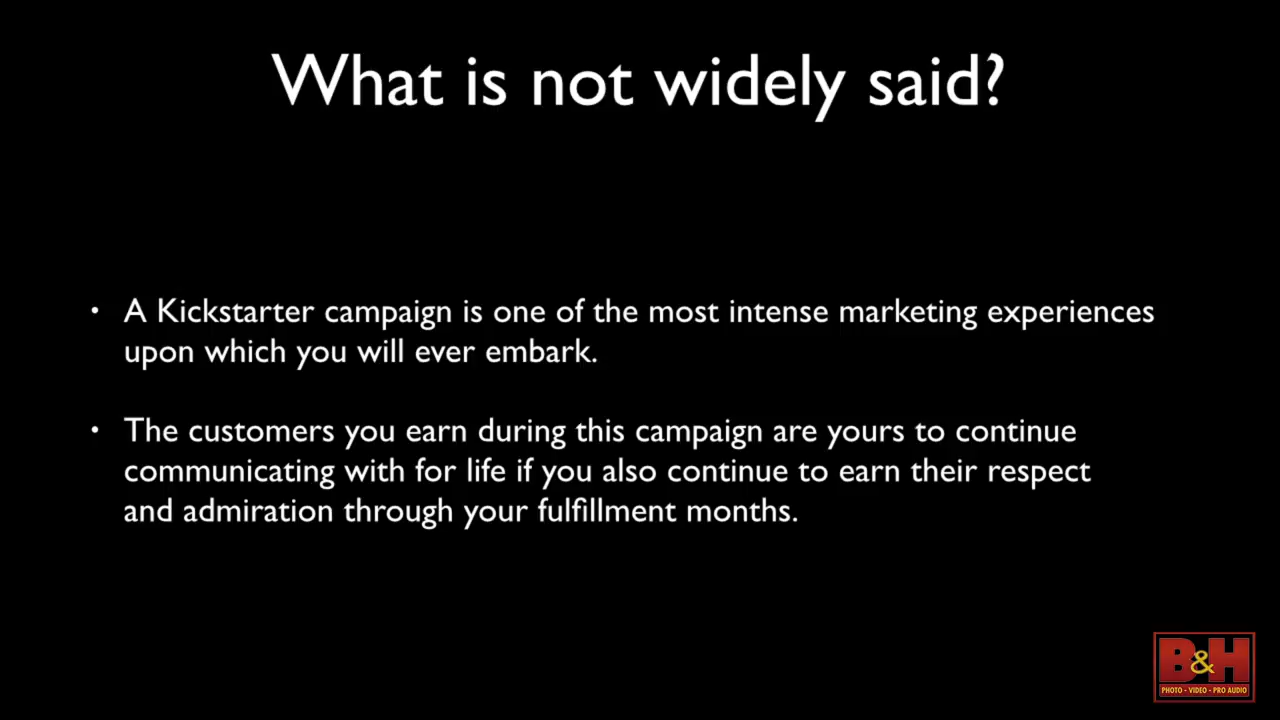 What is not widely said?
• A Kickstarter campaign is one of the most intense marketing experiences
upon which you will ever embark.
• The customers you earn during this campaign are yours to continue
communicating with for life if you also continue to earn their respect
and admiration through your fulfillment months.
B&H
PHOTO - VIDEO - PRO AUDIO